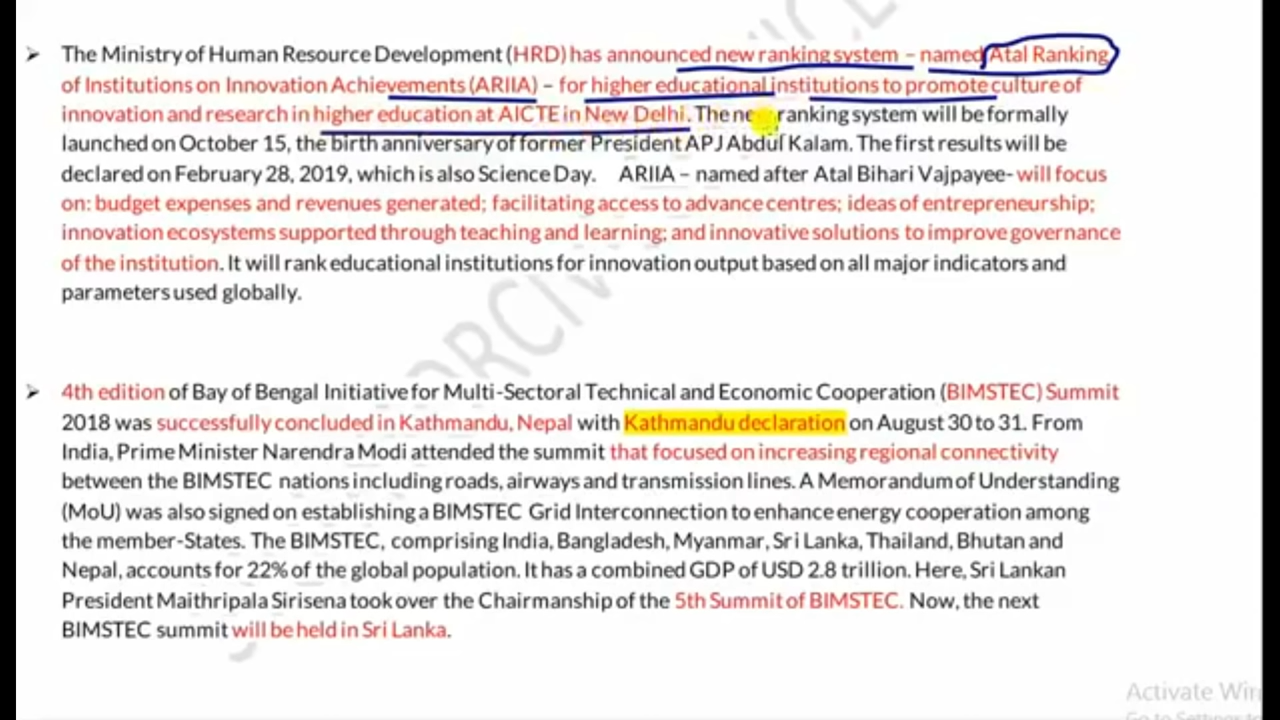 ➢ The Ministry of Human Resource Development (HRD) has announced new ranking system – named Atal Ranking
of Institutions on Innovation Achievements (ARIIA) – for higher educational institutions to promote culture of
innovation and research in higher education at AICTE in New Delhi. The new ranking system will be formally
launched on October 15, the birth anniversary of former President APJ Abdul Kalam. The first results will be
declared on February 28, 2019, which is also Science Day. ARIIA – named after Atal Bihari Vajpayee- will focus
on: budget expenses and revenues generated; facilitating access to advance centres; ideas of entrepreneurship;
innovation ecosystems supported through teaching and learning; and innovative solutions to improve governance
of the institution. It will rank educational institutions for innovation output based on all major indicators and
parameters used globally.
➢ 4th edition of Bay of Bengal Initiative for Multi-Sectoral Technical and Economic Cooperation (BIMSTEC) Summit
2018 was successfully concluded in Kathmandu, Nepal with Kathmandu declaration on August 30 to 31. From
India, Prime Minister Narendra Modi attended the summit that focused on increasing regional connectivity
between the BIMSTEC nations including roads, airways and transmission lines. A Memorandum of Understanding
(MoU) was also signed on establishing a BIMSTEC Grid Interconnection to enhance energy cooperation among
the member-States. The BIMSTEC, comprising India, Bangladesh, Myanmar, Sri Lanka, Thailand, Bhutan and
Nepal, accounts for 22% of the global population. It has a combined GDP of USD 2.8 trillion. Here, Sri Lankan
President Maithripala Sirisena took over the Chairmanship of the 5th Summit of BIMSTEC. Now, the next
BIMSTEC summit will be held in Sri Lanka.
Activate Win